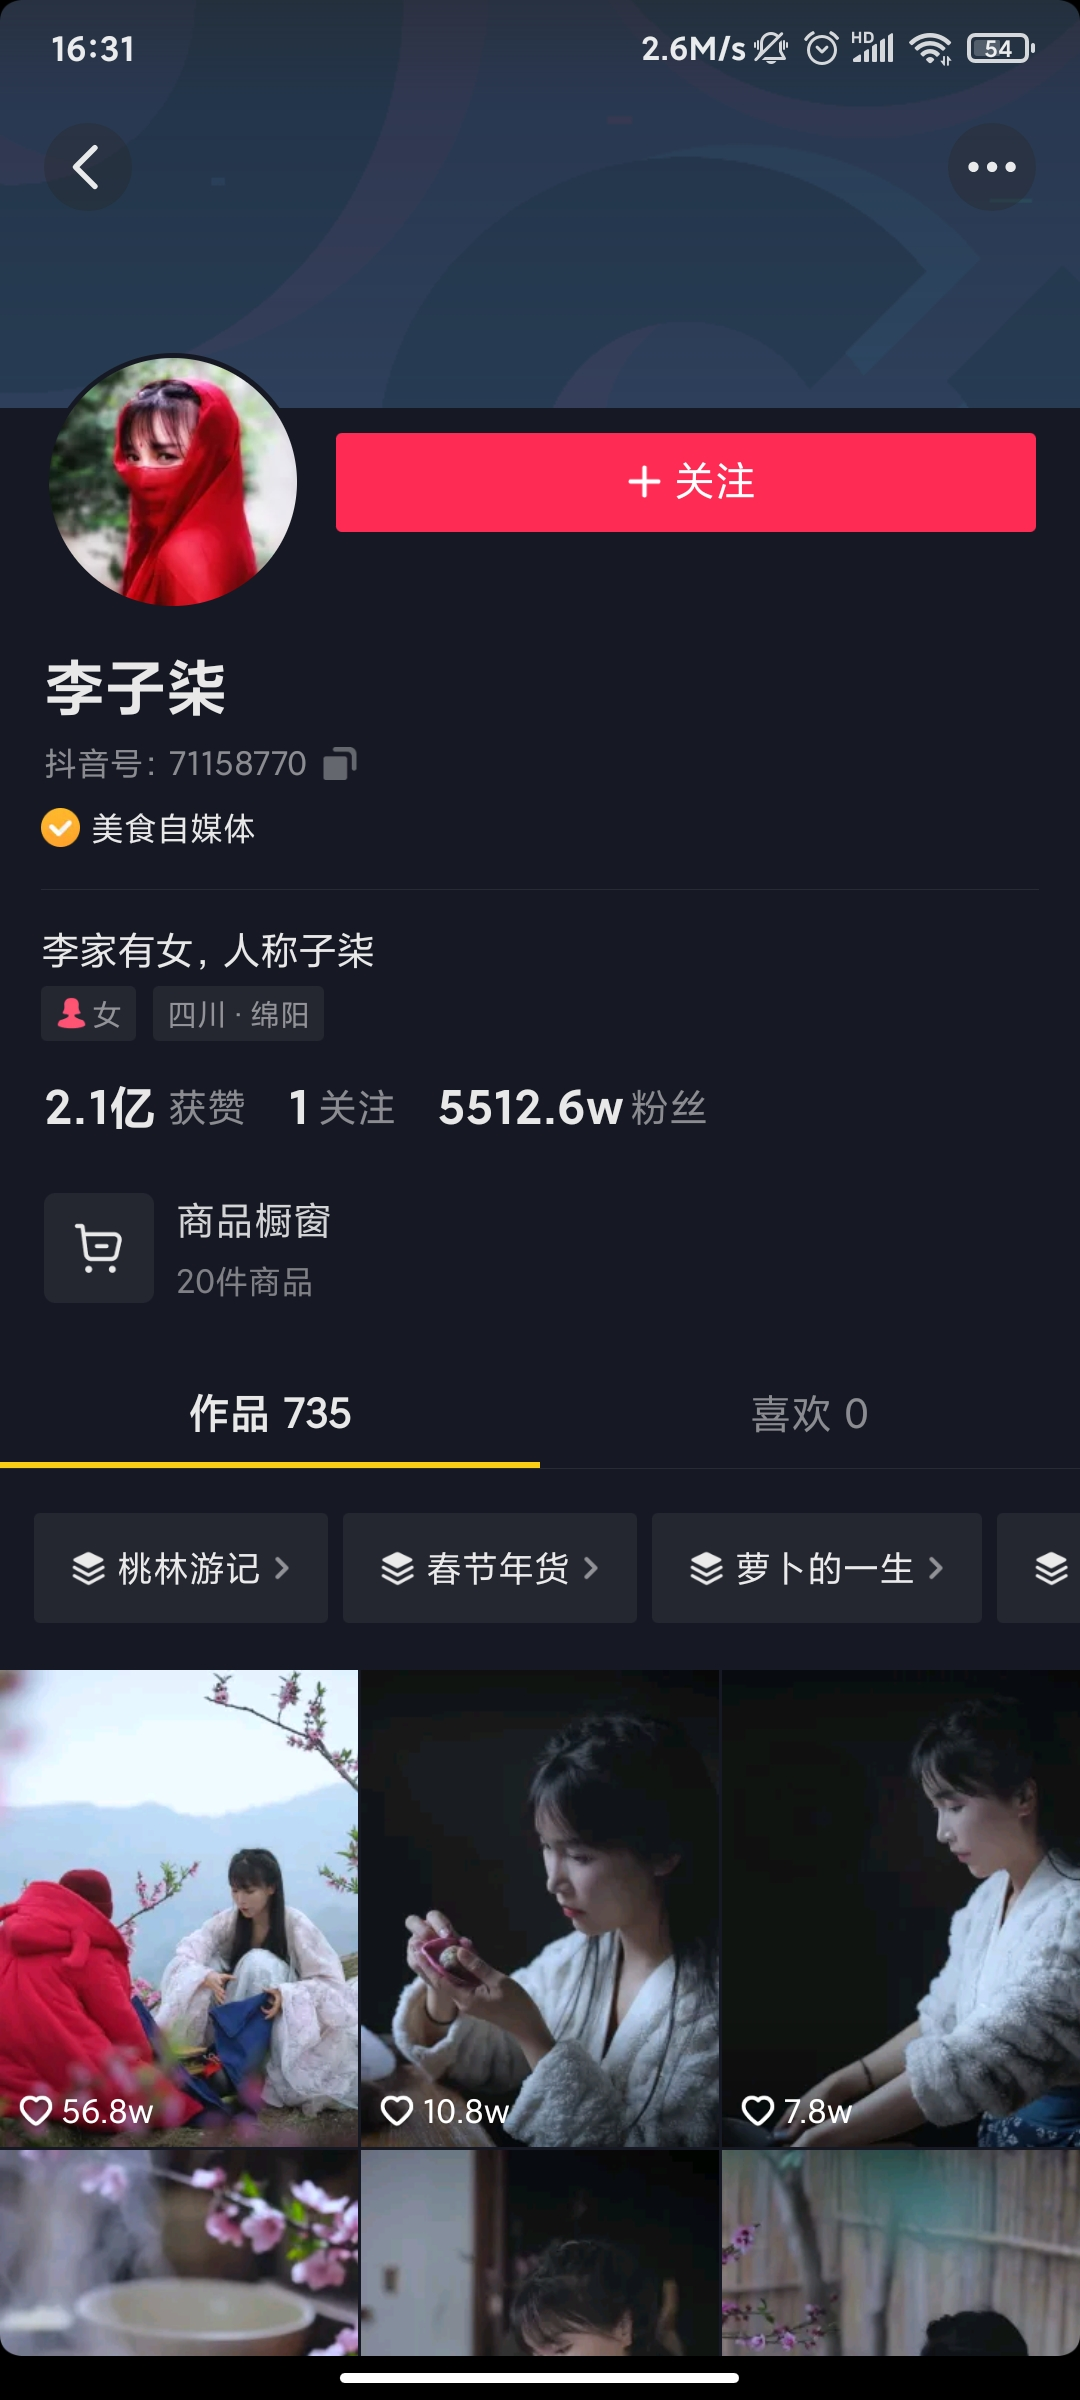 16:31 2.6M/s HD 54
关注
李子柒
抖音号：71158770
美食自媒体
李家有女，人称子柒
女 四川 · 绵阳
2.1亿 获赞 1 关注 5512.6w 粉丝
商品橱窗
20件商品
作品 735 喜欢 0
桃林游记 春节年货 萝卜的一生
56.8w 10.8w 7.8w